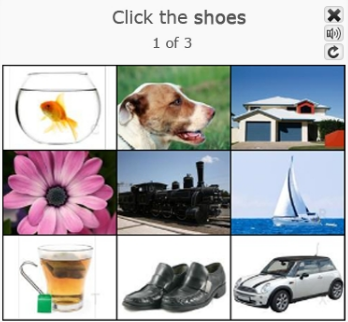 Click the shoes
1 of 3